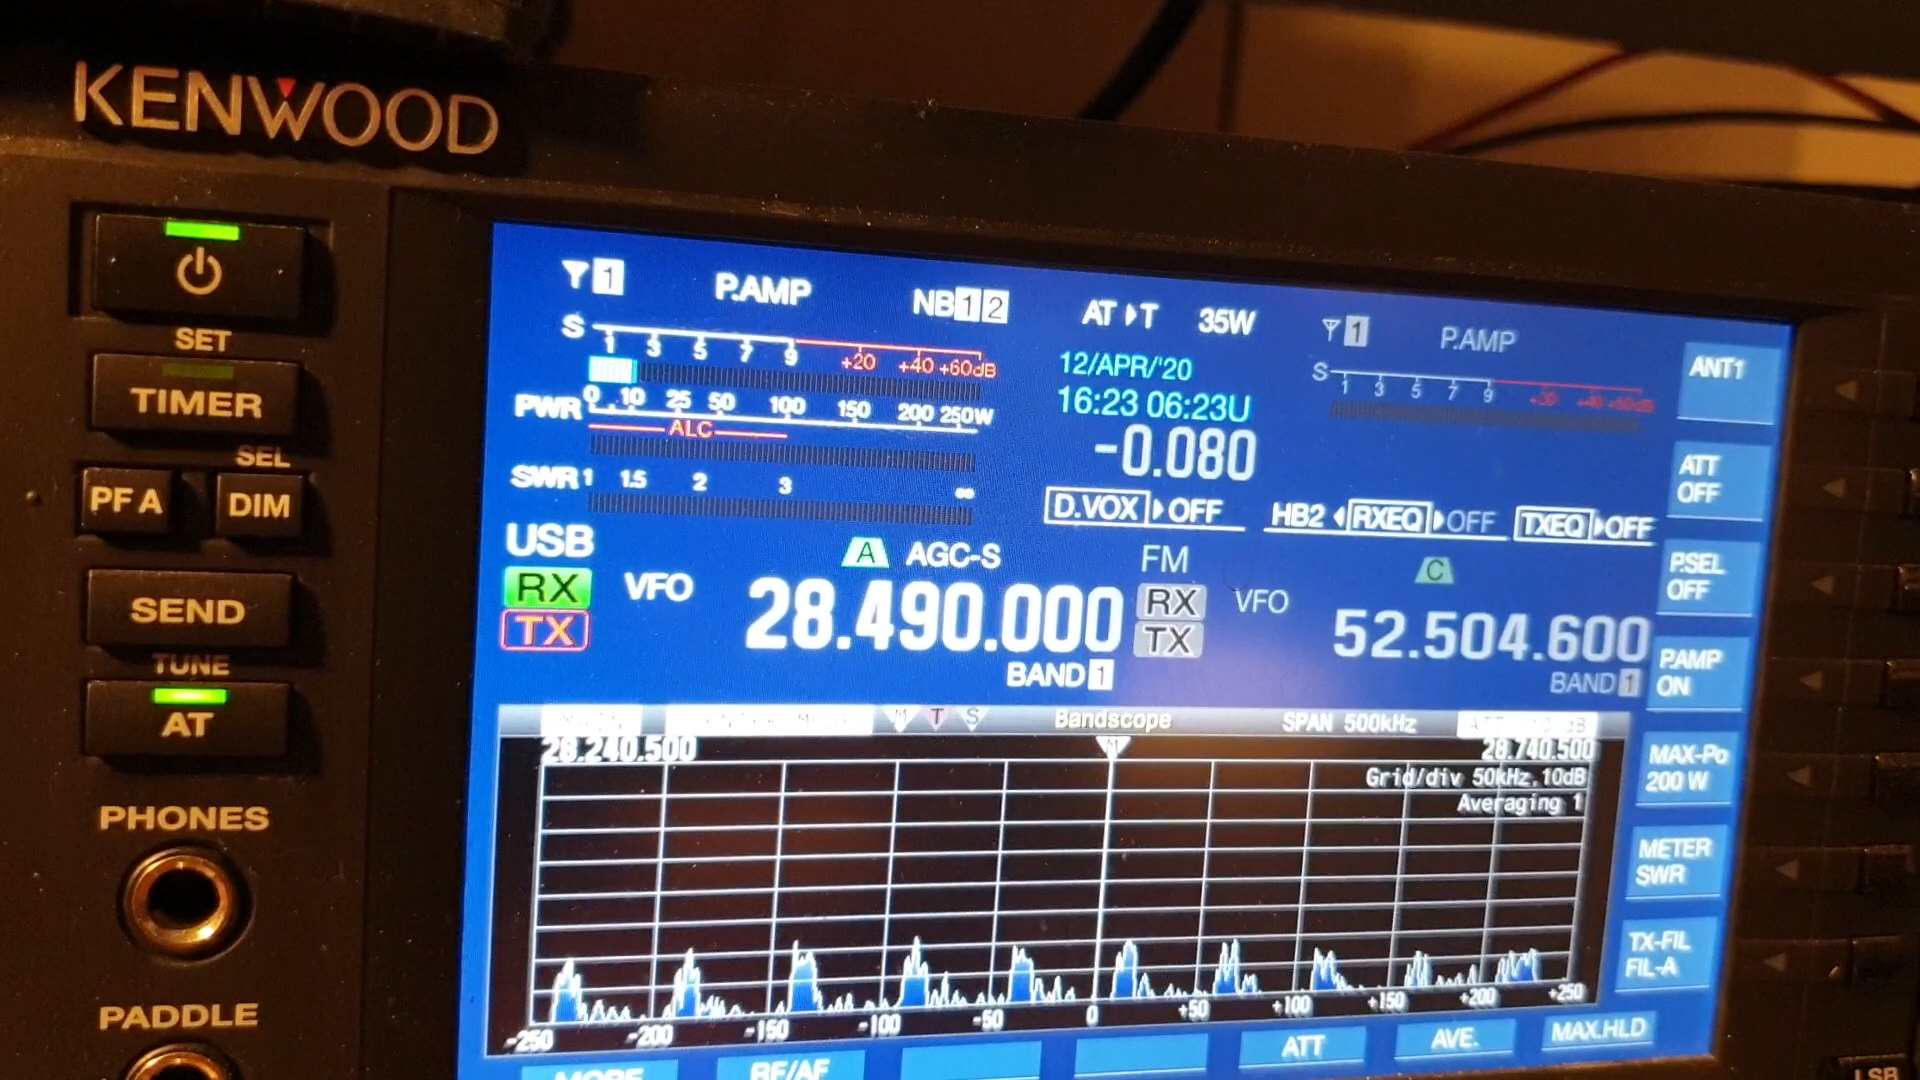 KENWOOD
SET
TIMER
SEL
PF A DIM
SEND
TUNE
AT
PHONES
PADDLE
1 P.AMP NB 1 2 AT T 35W 1 P.AMP
S 1 3 5 7 9 +20 +40 +60dB
12/APR/'20
S 1 3 5 7 9 +20 +40 +60dB
PWR 0 10 25 50 100 150 200 250W
16:23 06:23U
ALC
-0.080
SWR 1 1.5 2 3 ∞
D.VOX OFF HB2 RXEQ OFF TXEQ OFF
USB A AGC-S FM C
RX VFO 28.490.000 RX VFO 52.504.600
TX TX
BAND 1 BAND 1
M T S Bandscope SPAN 500kHz
28.240.500 M 28.740.500
Grid/div 50kHz,10dB
Averaging 1
-250 -200 -150 -100 -50 0 +50 +100 +150 +200 +250
MORE RF/AF ATT AVE. MAX.HLD
ANT1
ATT
OFF
P.SEL
OFF
P.AMP
ON
MAX-Po
200 W
METER
SWR
TX-FIL
FIL-A
LSB